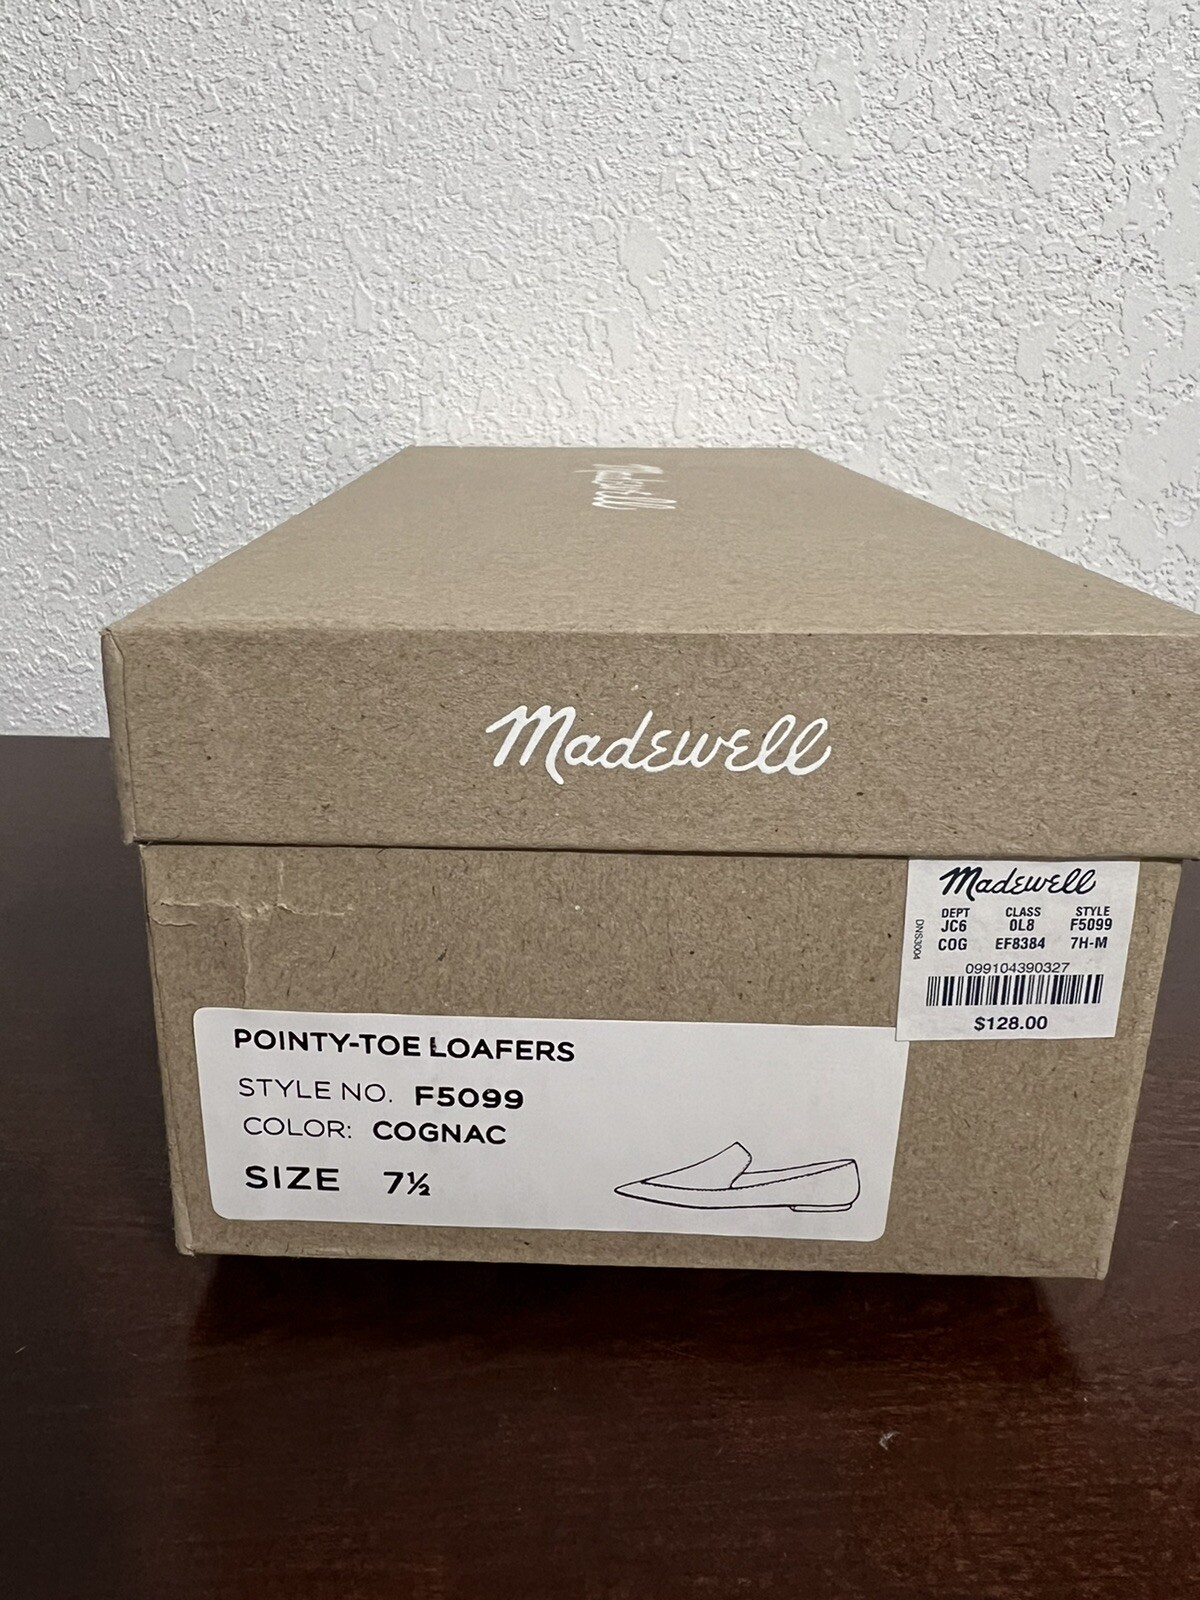 Madewell
Madewell
Madewell
DEPT CLASS STYLE
JC6 0L8 F5099
COG EF8384 7H-M
DNS3004
099104390327
$128.00
POINTY-TOE LOAFERS
STYLE NO. F5099
COLOR: COGNAC
SIZE 7½